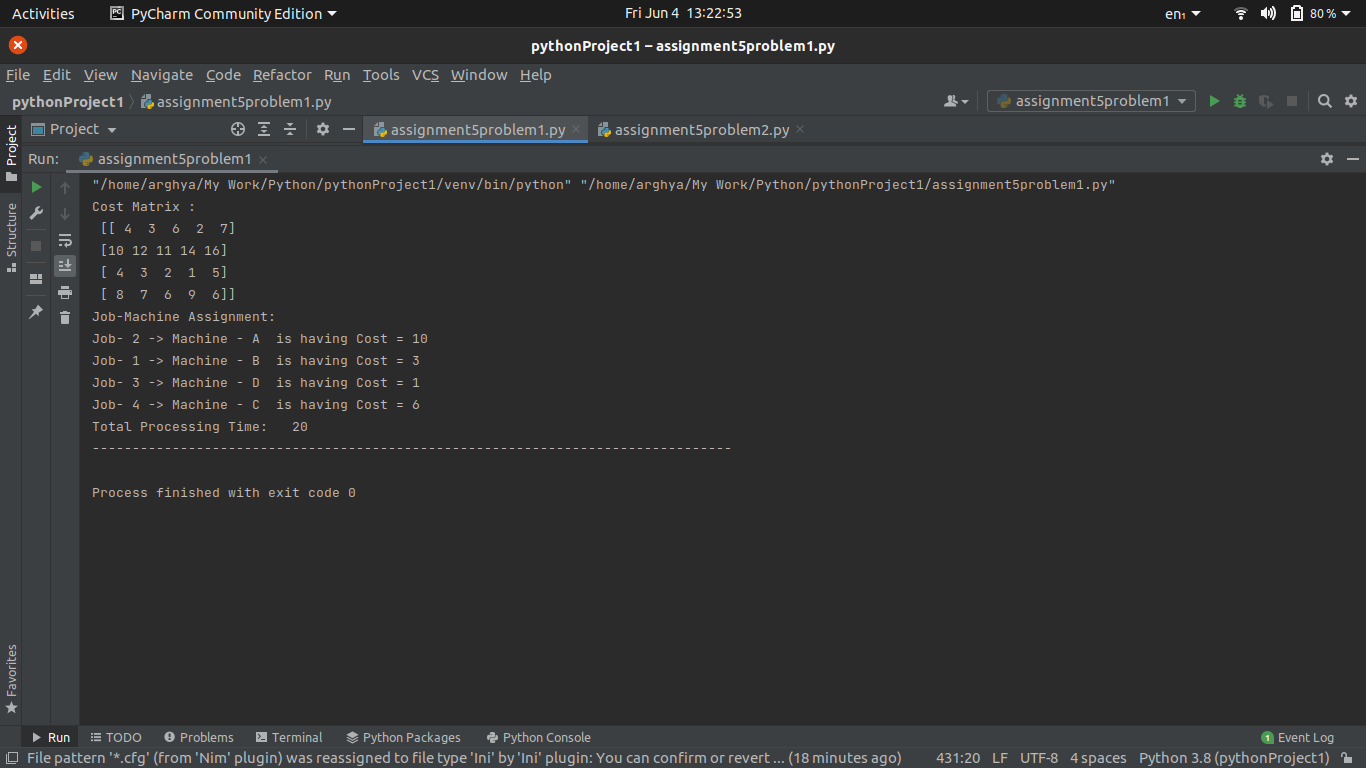 Activities PyCharm Community Edition Fri Jun 4 13:22:53 en₁ 80 %
pythonProject1 – assignment5problem1.py
File Edit View Navigate Code Refactor Run Tools VCS Window Help
pythonProject1 assignment5problem1.py assignment5problem1
Project Project assignment5problem1.py assignment5problem2.py
Run: assignment5problem1
"/home/arghya/My Work/Python/pythonProject1/venv/bin/python" "/home/arghya/My Work/Python/pythonProject1/assignment5problem1.py"
Cost Matrix :
[[ 4  3  6  2  7]
[10 12 11 14 16]
[ 4  3  2  1  5]
[ 8  7  6  9  6]]
Job-Machine Assignment:
Job- 2 -> Machine - A  is having Cost = 10
Job- 1 -> Machine - B  is having Cost = 3
Job- 3 -> Machine - D  is having Cost = 1
Job- 4 -> Machine - C  is having Cost = 6
Total Processing Time:   20
--------------------------------------------------------------------------------
Process finished with exit code 0
Structure
Favorites
Run TODO Problems Terminal Python Packages Python Console 1 Event Log
File pattern '*.cfg' (from 'Nim' plugin) was reassigned to file type 'Ini' by 'Ini' plugin: You can confirm or revert ... (18 minutes ago) 431:20 LF UTF-8 4 spaces Python 3.8 (pythonProject1)